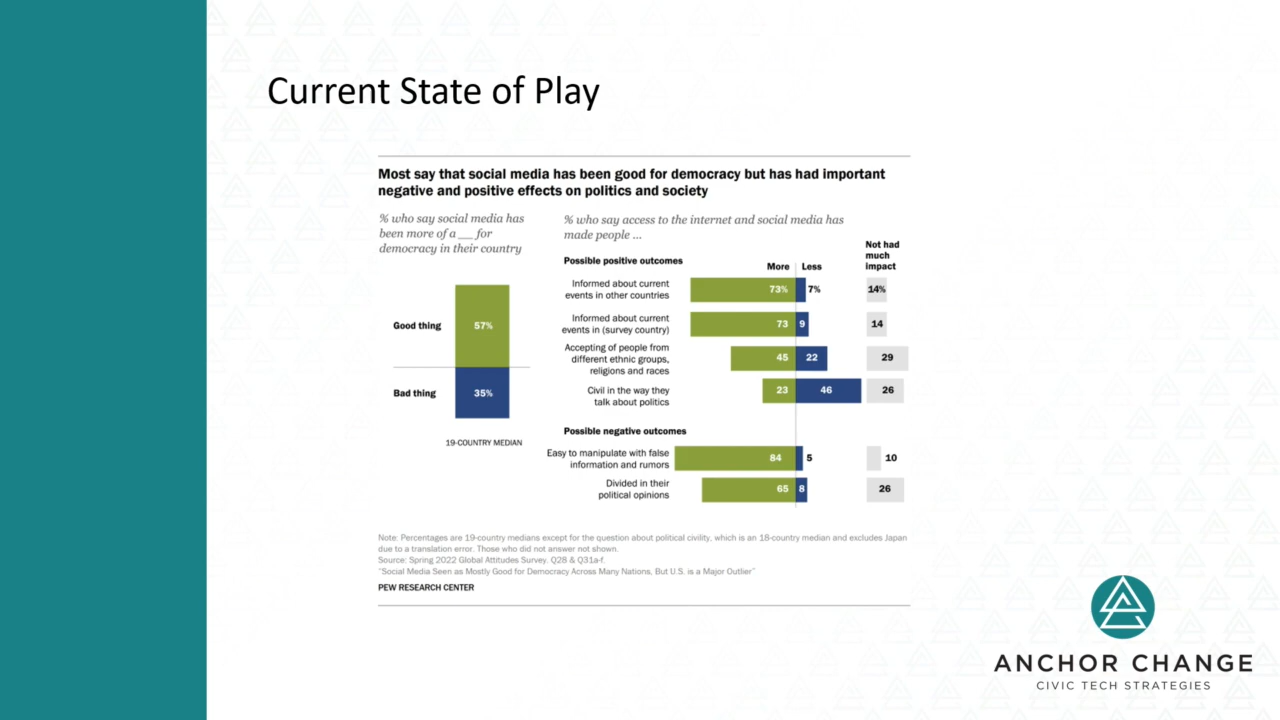 Current State of Play
Most say that social media has been good for democracy but has had important
negative and positive effects on politics and society
% who say social media has
been more of a __ for
democracy in their country
Good thing
57%
Bad thing
35%
19-COUNTRY MEDIAN
% who say access to the internet and social media has
made people ...
Not had
much
impact
Possible positive outcomes
More
Less
Informed about current
events in other countries
73%
7%
14%
Informed about current
events in (survey country)
73
9
14
Accepting of people from
different ethnic groups,
religions and races
45
22
29
Civil in the way they
talk about politics
23
46
26
Possible negative outcomes
Easy to manipulate with false
information and rumors
84
5
10
Divided in their
political opinions
65
8
26
Note: Percentages are 19-country medians except for the question about political civility, which is an 18-country median and excludes Japan
due to a translation error. Those who did not answer not shown.
Source: Spring 2022 Global Attitudes Survey. Q28 & Q31a-f.
“Social Media Seen as Mostly Good for Democracy Across Many Nations, But U.S. is a Major Outlier”
PEW RESEARCH CENTER
ANCHOR CHANGE
CIVIC TECH STRATEGIES